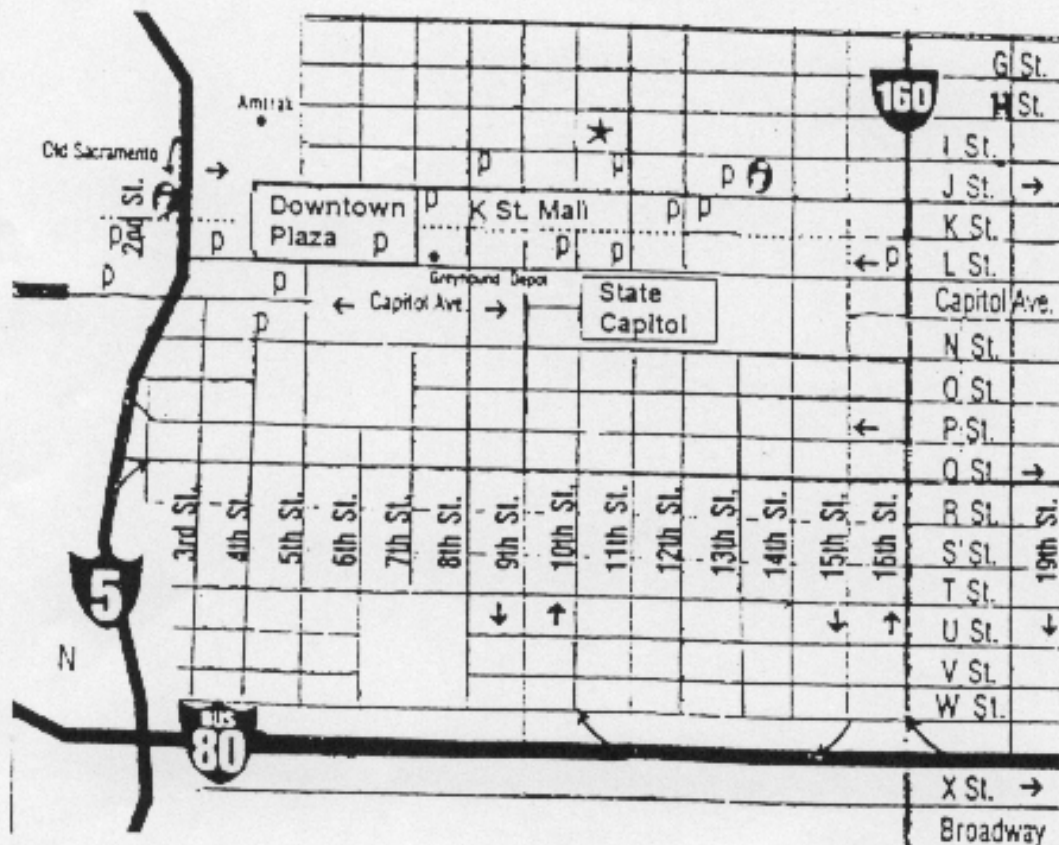 G St.
160
H St.
Amtrak
I St.
Old Sacramento
2nd St.
P
P
P
J St.
Downtown
Plaza
P
K St. Mall
P
P
K St.
P
P
P
P
P
P
L St.
P
P
Greyhound Depot
Capitol Ave.
State
Capitol
Capitol Ave.
P
N St.
O St.
P St.
Q St.
3rd St.
4th St.
5th St.
6th St.
7th St.
8th St.
9th St.
10th St.
11th St.
12th St.
13th St.
14th St.
15th St.
16th St.
19th St.
R St.
S St.
5
T St.
U St.
N
V St.
W St.
BUS
80
X St.
Broadway